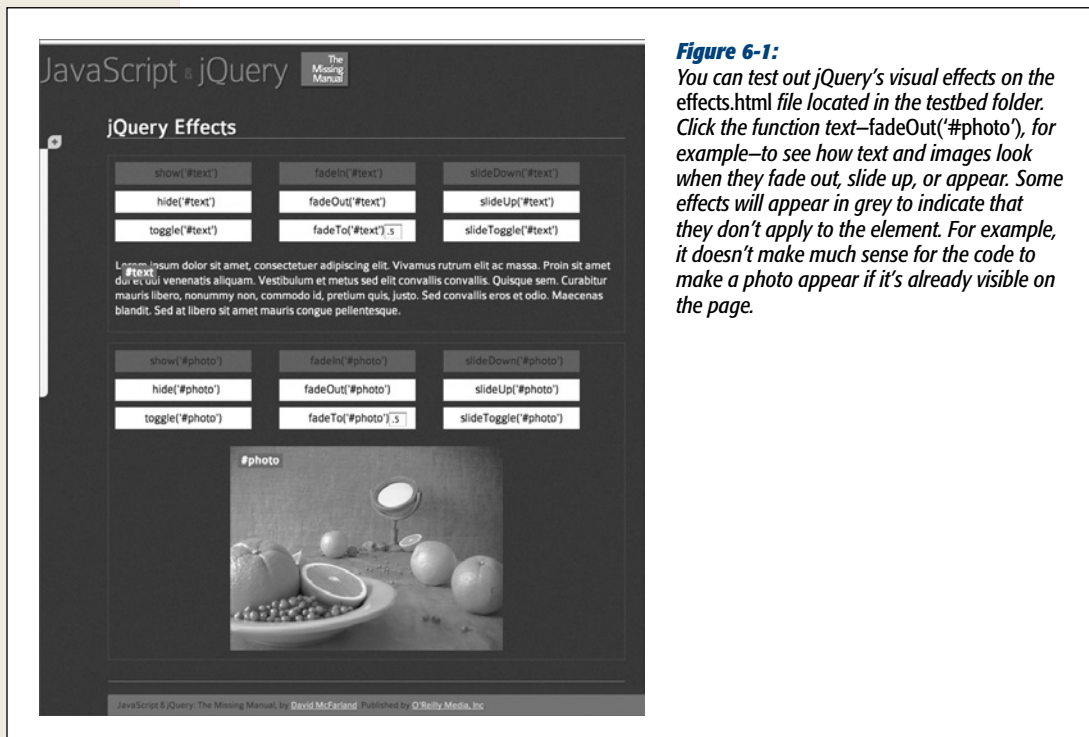 JavaScript & jQuery
The
Missing
Manual
jQuery Effects
show('#text')
fadeIn('#text')
slideDown('#text')
hide('#text')
fadeOut('#text')
slideUp('#text')
toggle('#text')
fadeTo('#text') .5
slideToggle('#text')
#text
Lorem ipsum dolor sit amet, consectetuer adipiscing elit. Vivamus rutrum elit ac massa. Proin sit amet
dui et dui venenatis aliquam. Vestibulum et metus sed elit convallis convallis. Quisque sem. Curabitur
mauris libero, nonummy non, commodo id, pretium quis, justo. Sed convallis eros et odio. Maecenas
blandit. Sed at libero sit amet mauris congue pellentesque.
show('#photo')
fadeIn('#photo')
slideDown('#photo')
hide('#photo')
fadeOut('#photo')
slideUp('#photo')
toggle('#photo')
fadeTo('#photo') .5
slideToggle('#photo')
#photo
JavaScript & jQuery: The Missing Manual, by David McFarland. Published by O'Reilly Media, Inc
Figure 6-1:
You can test out jQuery’s visual effects on the
effects.html file located in the testbed folder.
Click the function text—fadeOut(‘#photo’), for
example—to see how text and images look
when they fade out, slide up, or appear. Some
effects will appear in grey to indicate that
they don’t apply to the element. For example,
it doesn’t make much sense for the code to
make a photo appear if it’s already visible on
the page.